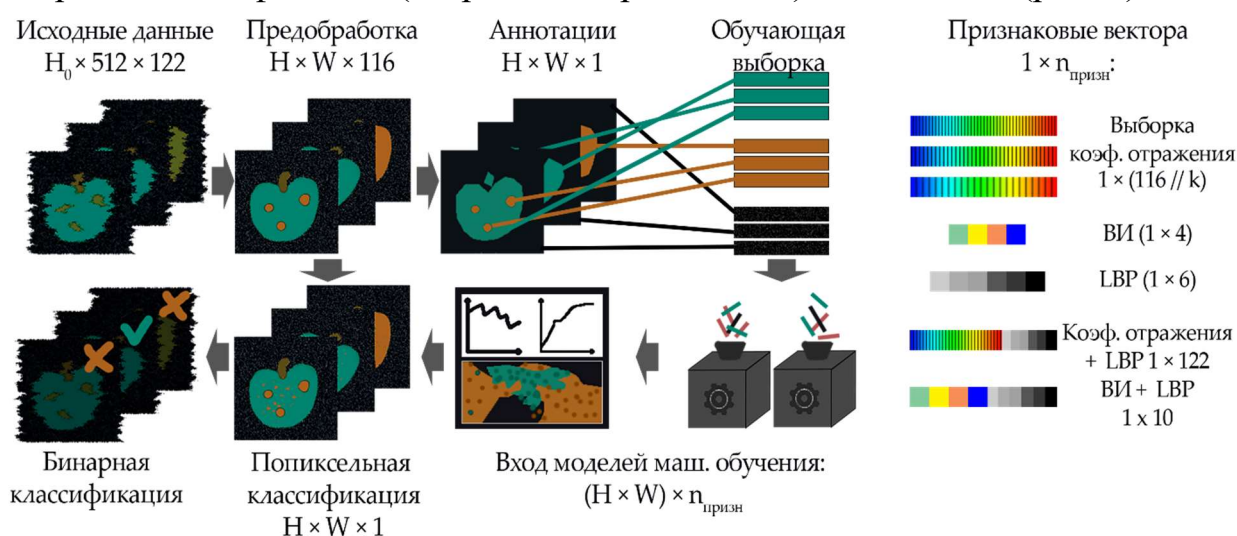 Исходные данные
H₀ × 512 × 122
Предобработка
H × W × 116
Аннотации
H × W × 1
Обучающая
выборка
Признаковые вектора
1 × nпризн:
Выборка
коэф. отражения
1 × (116 // k)
ВИ (1 × 4)
LBP (1 × 6)
Коэф. отражения
+ LBP 1 × 122
ВИ + LBP
1 x 10
Бинарная
классификация
Попиксельная
классификация
H × W × 1
Вход моделей маш. обучения:
(H × W) × nпризн